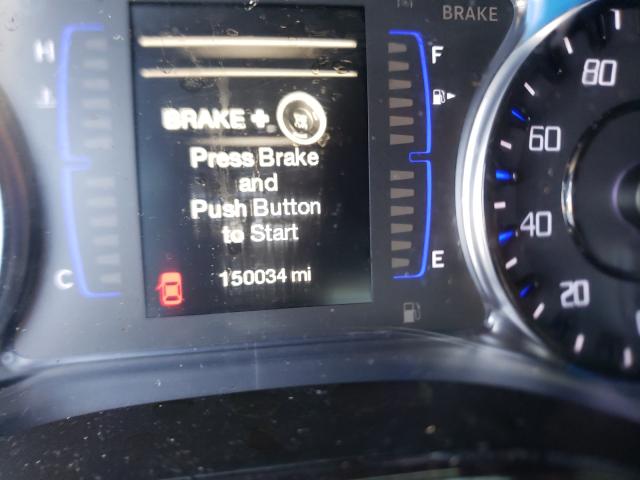 BRAKE
H
F
80
BRAKE +
60
Press Brake
and
Push Button
to Start
40
E
C
150034 mi
20